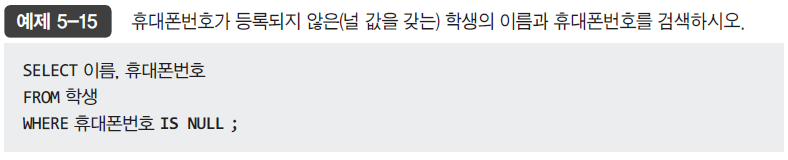 예제 5-15 휴대폰번호가 등록되지 않은(널 값을 갖는) 학생의 이름과 휴대폰번호를 검색하시오.
SELECT 이름, 휴대폰번호
FROM 학생
WHERE 휴대폰번호 IS NULL ;